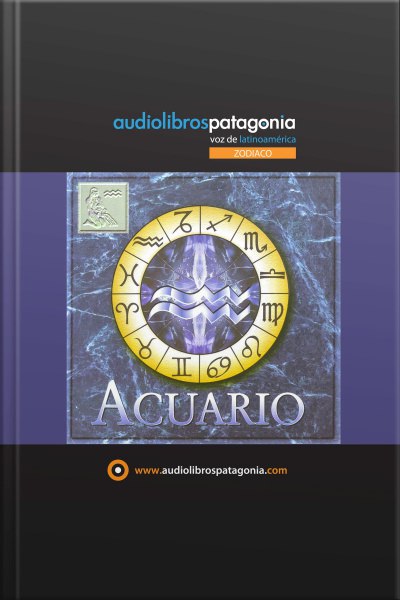 audiolibrospatagonia
voz de latinoamérica
ZODIACO
ACUARIO
www.audiolibrospatagonia.com